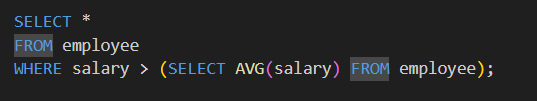 SELECT *
FROM employee
WHERE salary > (SELECT AVG(salary) FROM employee);